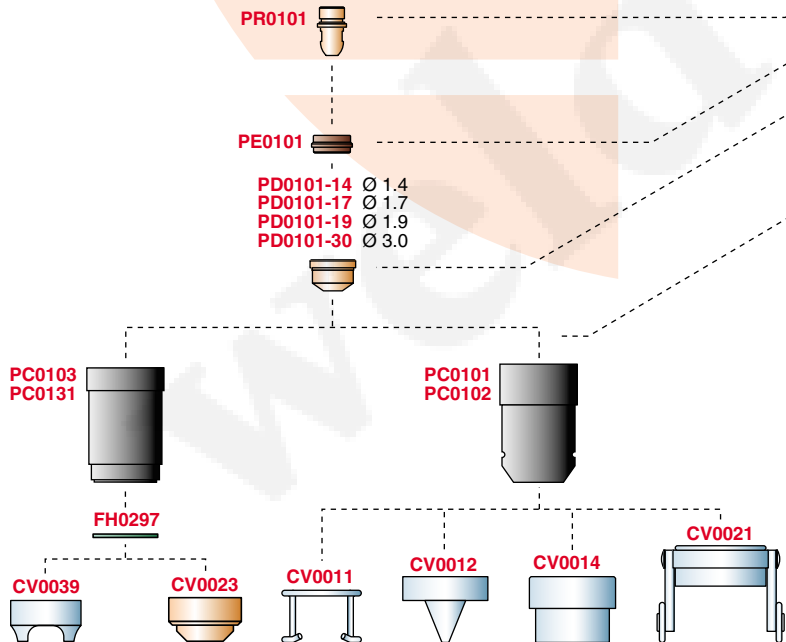 PR0101
PE0101
PD0101-14 Ø 1.4
PD0101-17 Ø 1.7
PD0101-19 Ø 1.9
PD0101-30 Ø 3.0
PC0103
PC0131
PC0101
PC0102
FH0297
CV0039
CV0023
CV0011
CV0012
CV0014
CV0021
weld